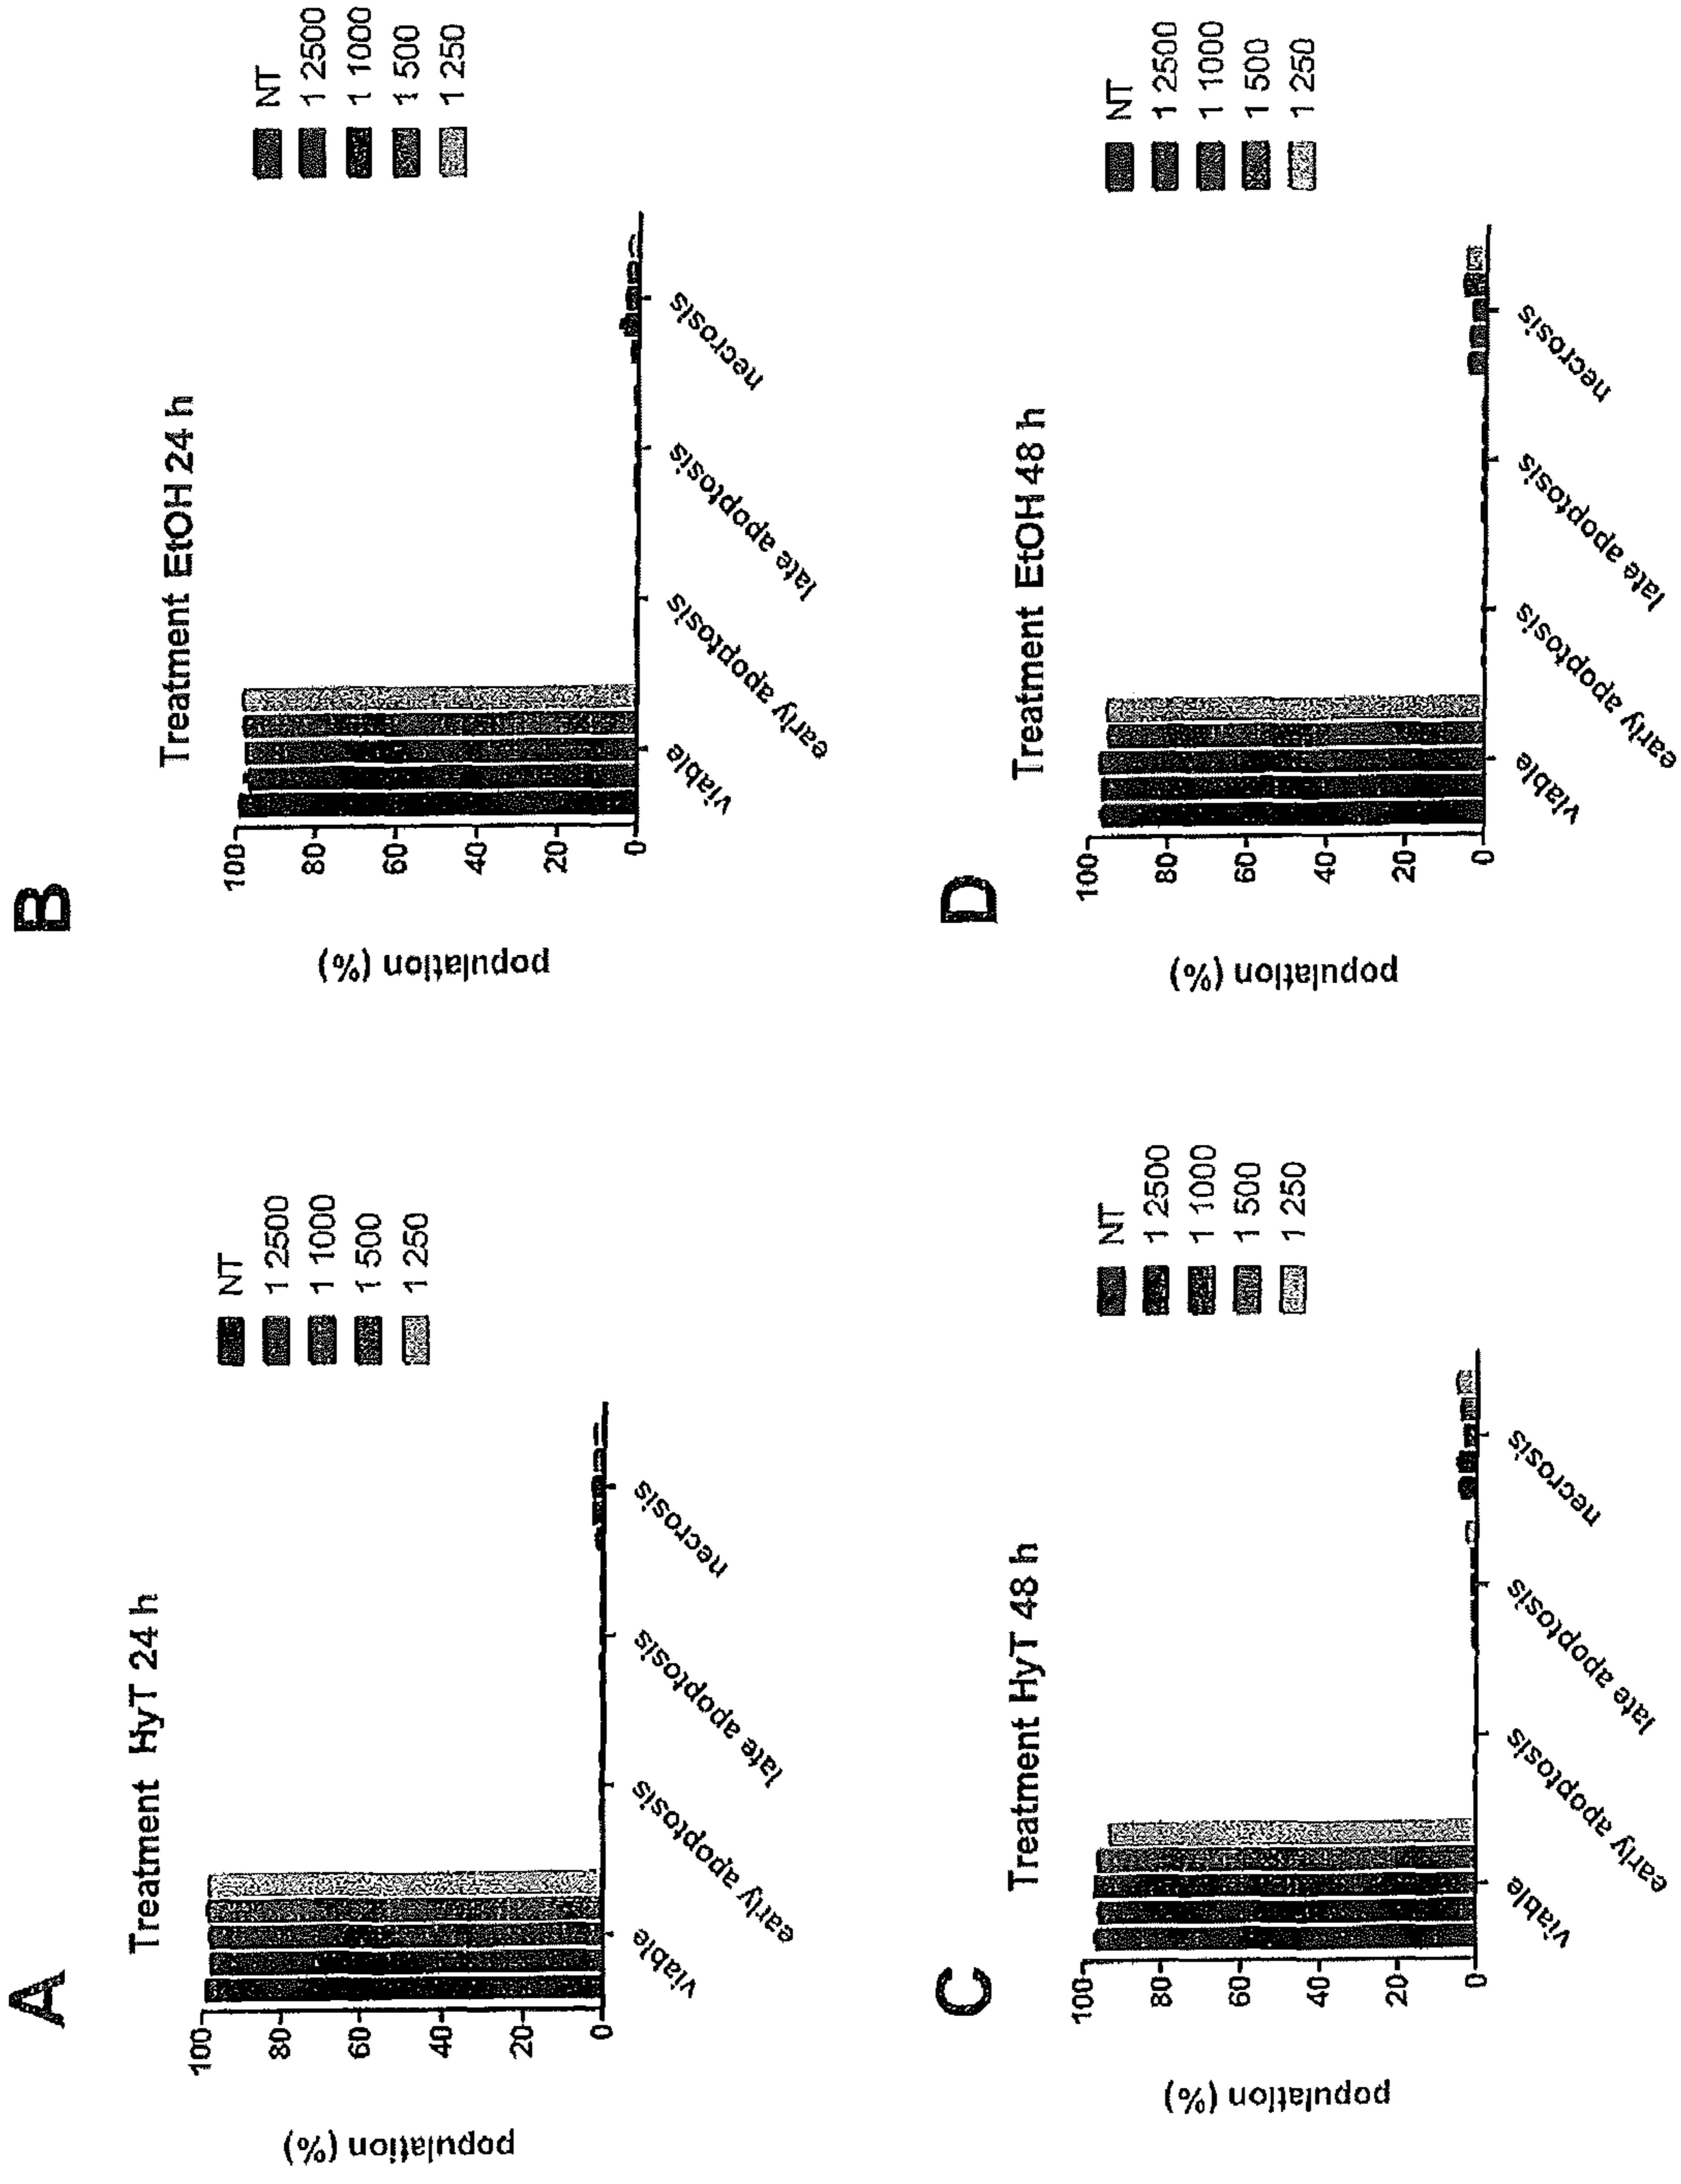 A
Treatment HyT 24 h
population (%)
100
80
60
40
20
0
viable
early apoptosis
late apoptosis
necrosis
NT
1 2500
1 1000
1 500
1 250
B
Treatment EtOH 24 h
population (%)
100
80
60
40
20
0
viable
early apoptosis
late apoptosis
necrosis
NT
1 2500
1 1000
1 500
1 250
C
Treatment HyT 48 h
population (%)
100
80
60
40
20
0
viable
early apoptosis
late apoptosis
necrosis
NT
1 2500
1 1000
1 500
1 250
D
Treatment EtOH 48 h
population (%)
100
80
60
40
20
0
viable
early apoptosis
late apoptosis
necrosis
NT
1 2500
1 1000
1 500
1 250